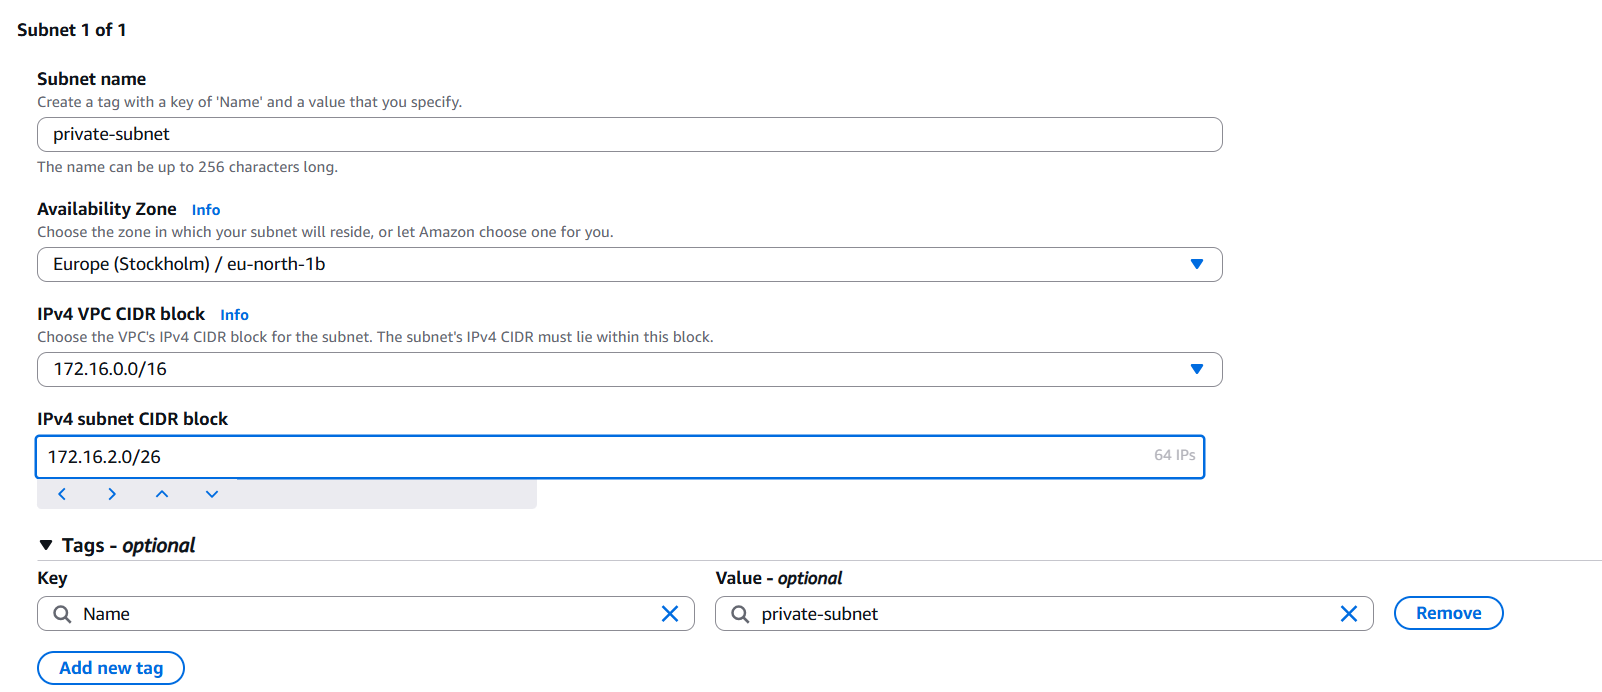 Subnet 1 of 1
Subnet name
Create a tag with a key of 'Name' and a value that you specify.
private-subnet
The name can be up to 256 characters long.
Availability Zone Info
Choose the zone in which your subnet will reside, or let Amazon choose one for you.
Europe (Stockholm) / eu-north-1b
IPv4 VPC CIDR block Info
Choose the VPC's IPv4 CIDR block for the subnet. The subnet's IPv4 CIDR must lie within this block.
172.16.0.0/16
IPv4 subnet CIDR block
172.16.2.0/26 64 IPs
Tags - optional
Key Value - optional
Name private-subnet Remove
Add new tag